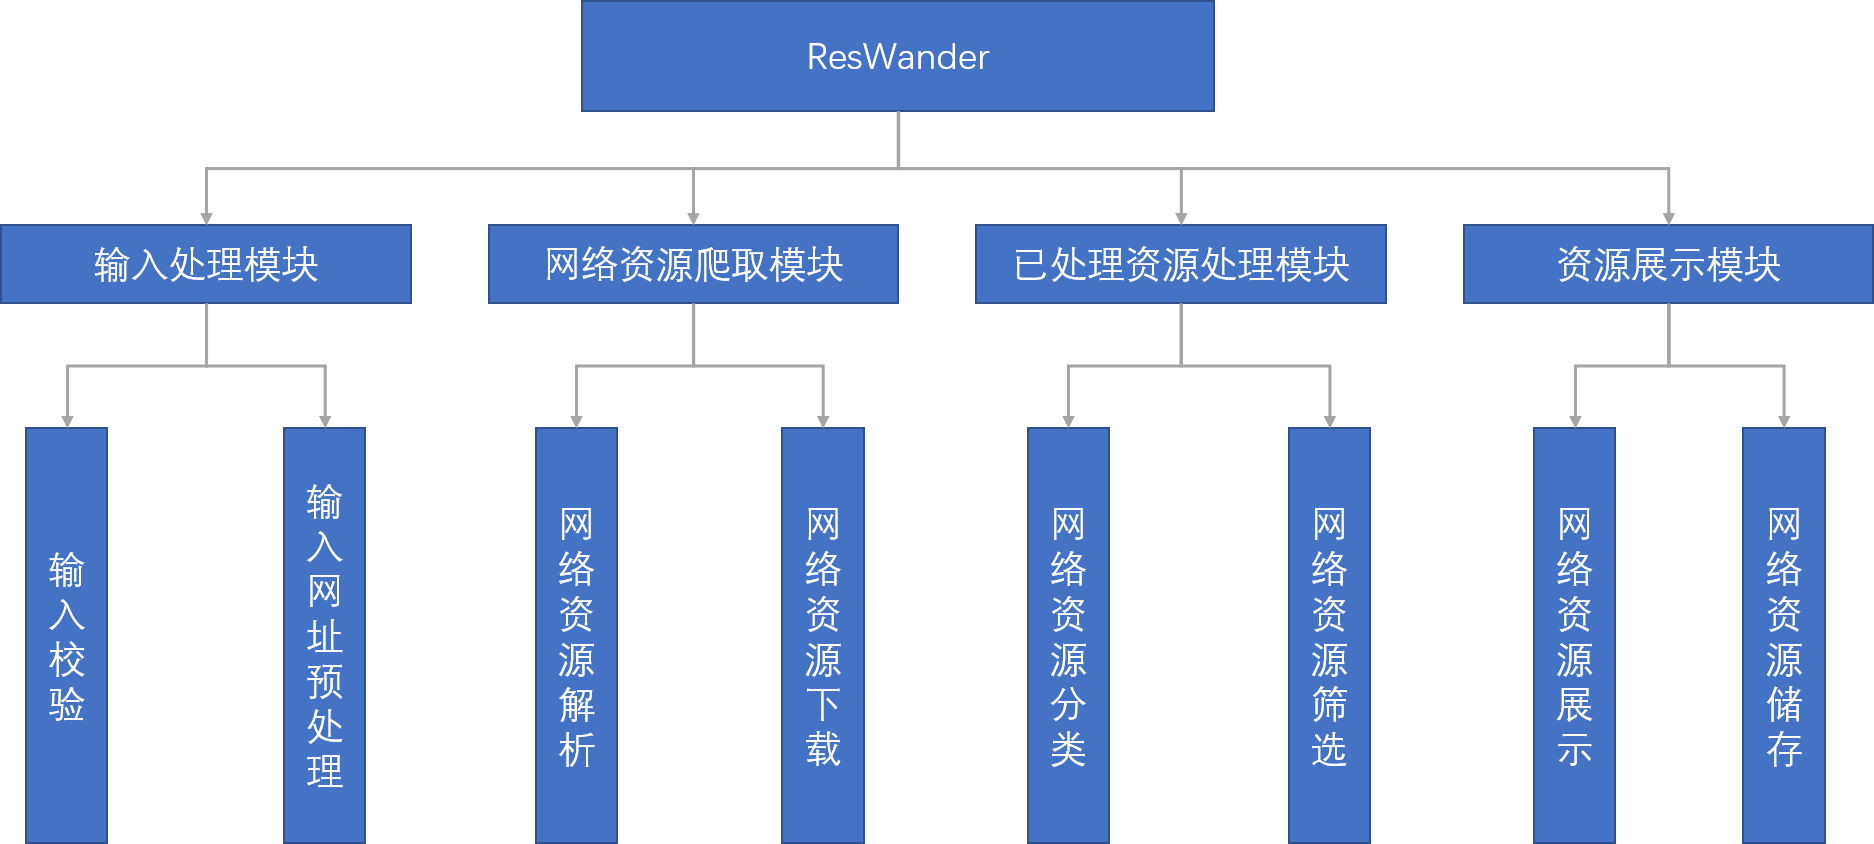 ResWander
输入处理模块
网络资源爬取模块
已处理资源处理模块
资源展示模块
输入校验
输入网址预处理
网络资源解析
网络资源下载
网络资源分类
网络资源筛选
网络资源展示
网络资源储存